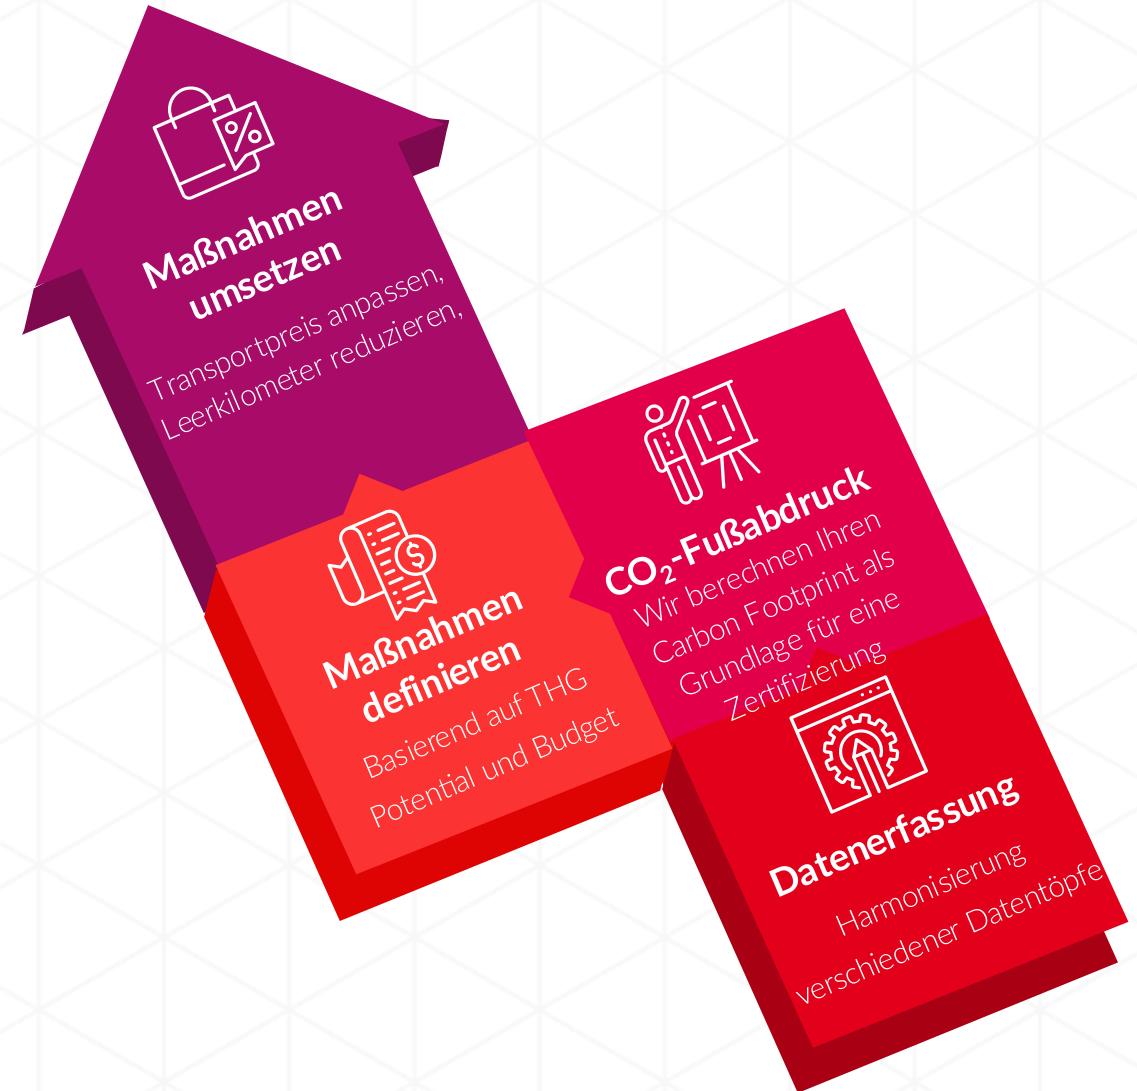 Maßnahmen
umsetzen
Transportpreis anpassen,
Leerkilometer reduzieren,
Maßnahmen
definieren
Basierend auf THG
Potential und Budget
CO₂-Fußabdruck
Wir berechnen Ihren
Carbon Footprint als
Grundlage für eine
Zertifizierung
Datenerfassung
Harmonisierung
verschiedener Datentöpfe